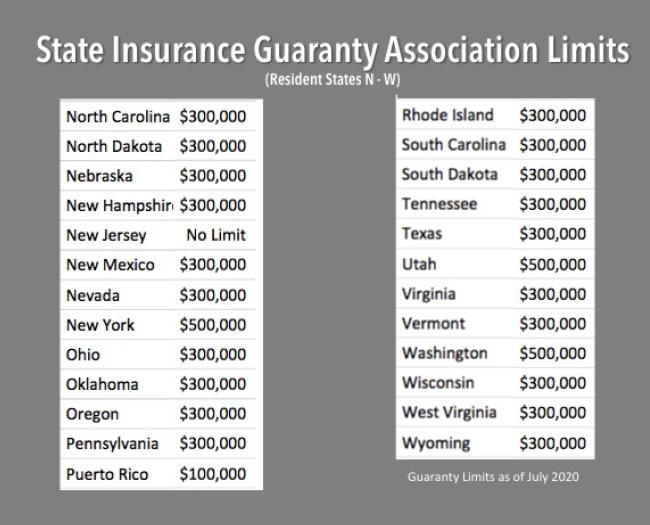 State Insurance Guaranty Association Limits
(Resident States N - W)
North Carolina $300,000
North Dakota $300,000
Nebraska $300,000
New Hampshir $300,000
New Jersey No Limit
New Mexico $300,000
Nevada $300,000
New York $500,000
Ohio $300,000
Oklahoma $300,000
Oregon $300,000
Pennsylvania $300,000
Puerto Rico $100,000
Rhode Island $300,000
South Carolina $300,000
South Dakota $300,000
Tennessee $300,000
Texas $300,000
Utah $500,000
Virginia $300,000
Vermont $300,000
Washington $500,000
Wisconsin $300,000
West Virginia $300,000
Wyoming $300,000
Guaranty Limits as of July 2020